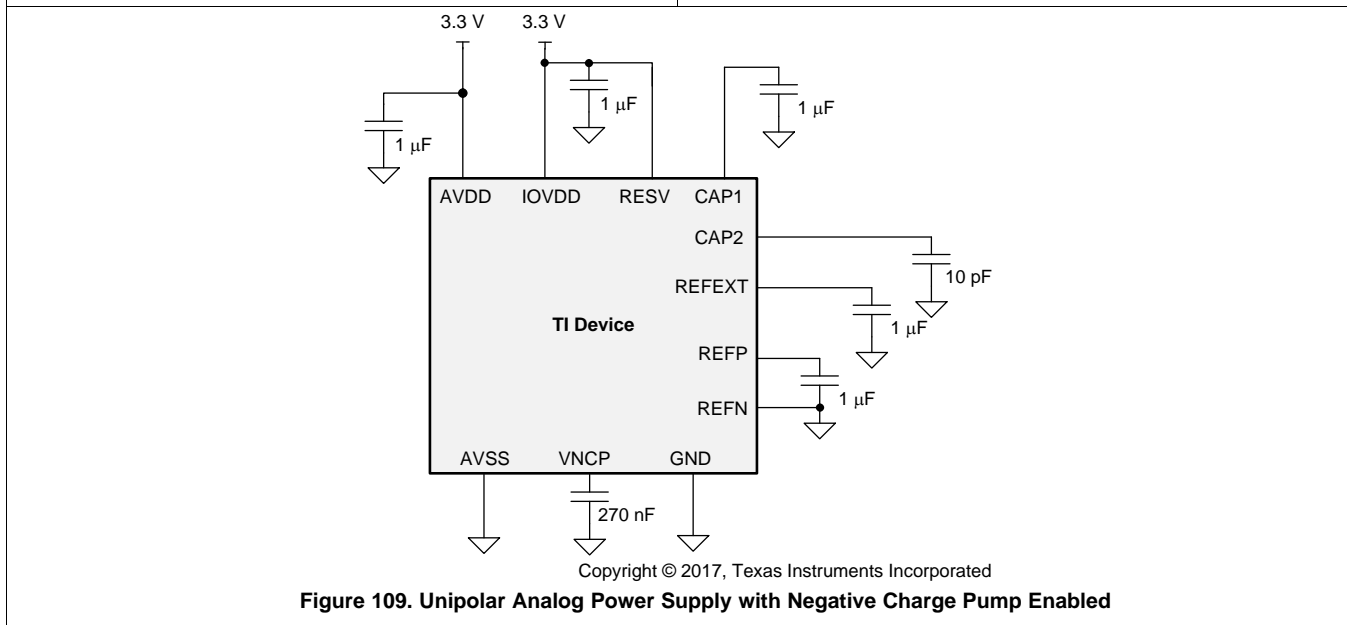 3.3 V 3.3 V
1 μF 1 μF
1 μF
AVDD IOVDD RESV CAP1
CAP2
10 pF
REFEXT
1 μF
TI Device
REFP
1 μF
REFN
AVSS VNCP GND
270 nF
Copyright © 2017, Texas Instruments Incorporated
Figure 109. Unipolar Analog Power Supply with Negative Charge Pump Enabled